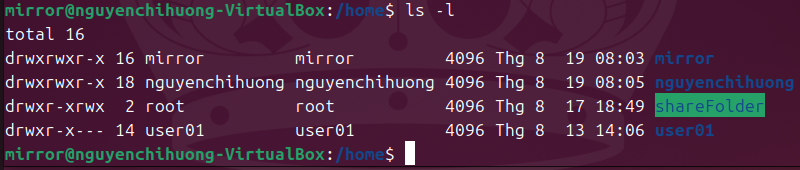 mirror@nguyenchihuong-VirtualBox:/home$ ls -l
total 16
drwxrwxr-x 16 mirror         mirror         4096 Thg 8  19 08:03 mirror
drwxrwxr-x 18 nguyenchihuong nguyenchihuong 4096 Thg 8  19 08:05 nguyenchihuong
drwxr-xrwx  2 root           root           4096 Thg 8  17 18:49 shareFolder
drwxr-x--- 14 user01         user01         4096 Thg 8  13 14:06 user01
mirror@nguyenchihuong-VirtualBox:/home$